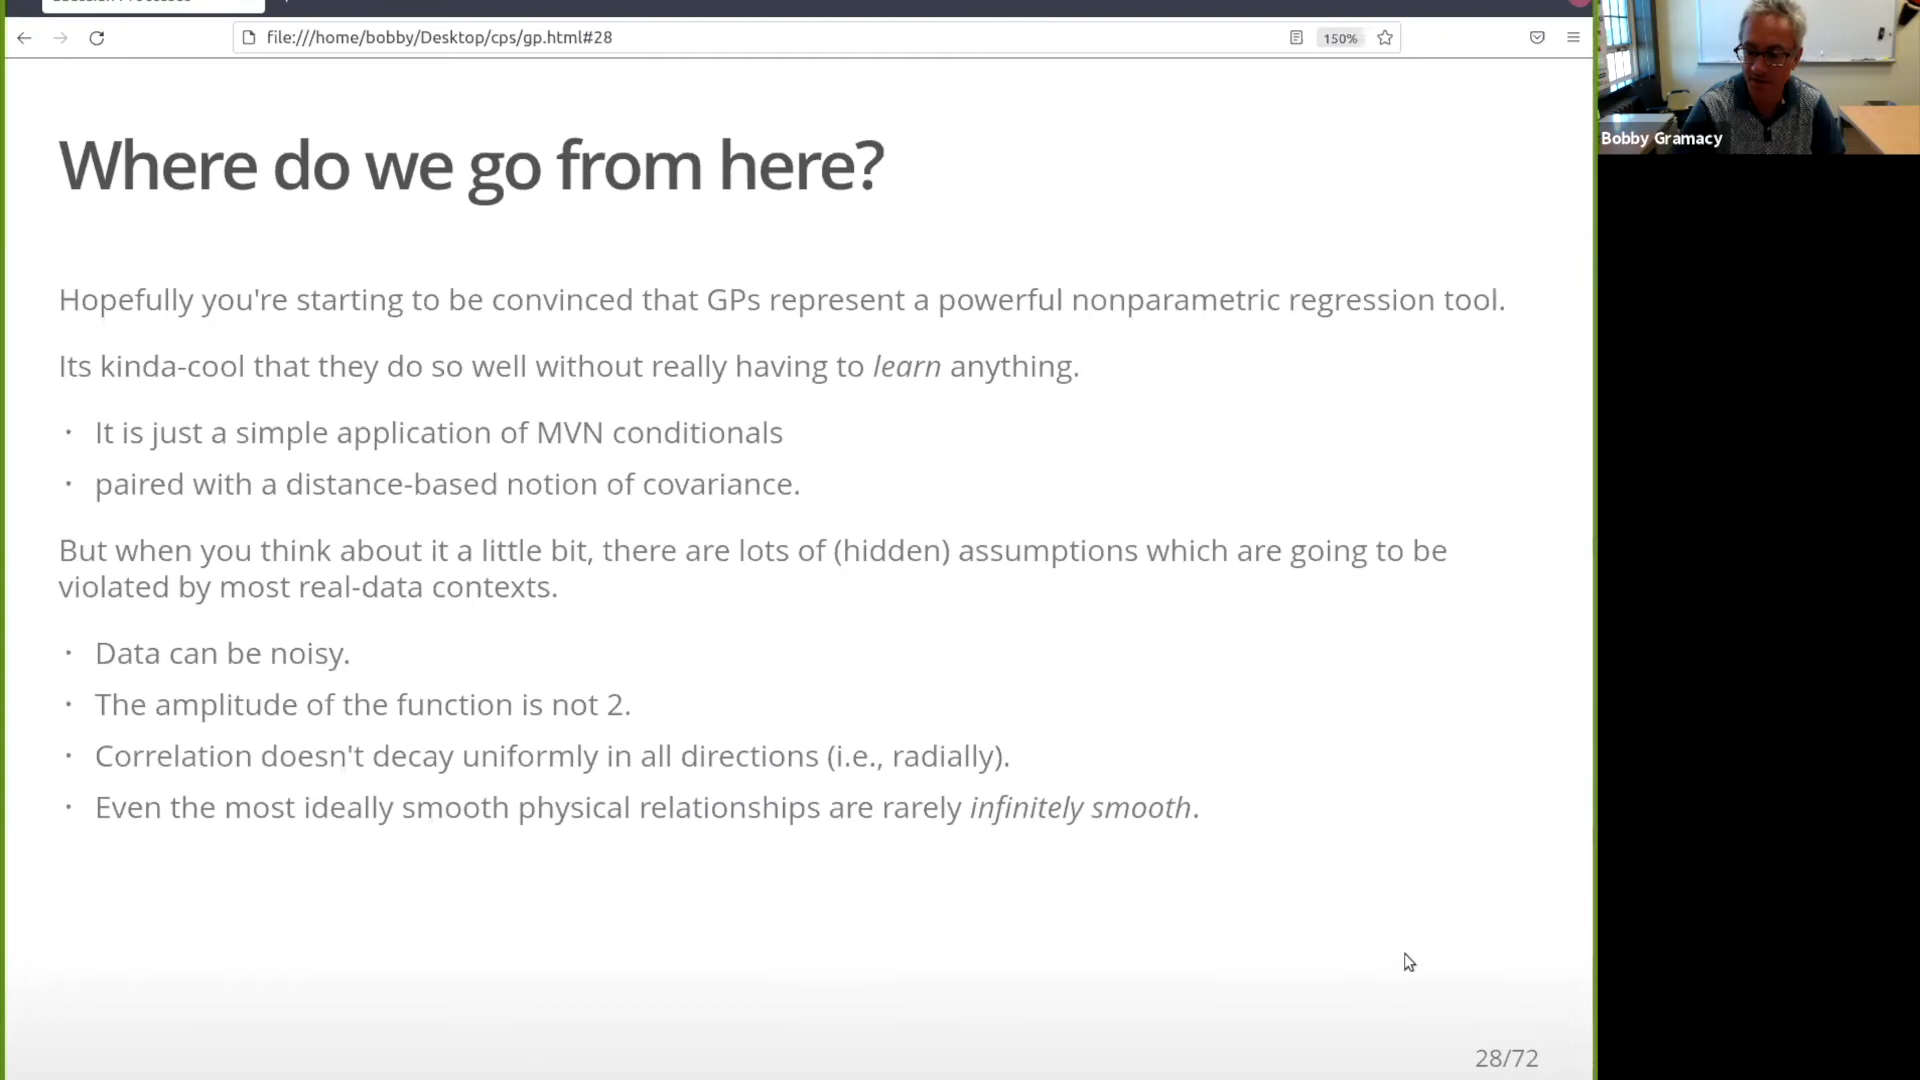 file:///home/bobby/Desktop/cps/gp.html#28
150%
Bobby Gramacy
Where do we go from here?
Hopefully you're starting to be convinced that GPs represent a powerful nonparametric regression tool.
Its kinda-cool that they do so well without really having to learn anything.
· It is just a simple application of MVN conditionals
· paired with a distance-based notion of covariance.
But when you think about it a little bit, there are lots of (hidden) assumptions which are going to be
violated by most real-data contexts.
· Data can be noisy.
· The amplitude of the function is not 2.
· Correlation doesn't decay uniformly in all directions (i.e., radially).
· Even the most ideally smooth physical relationships are rarely infinitely smooth.
28/72